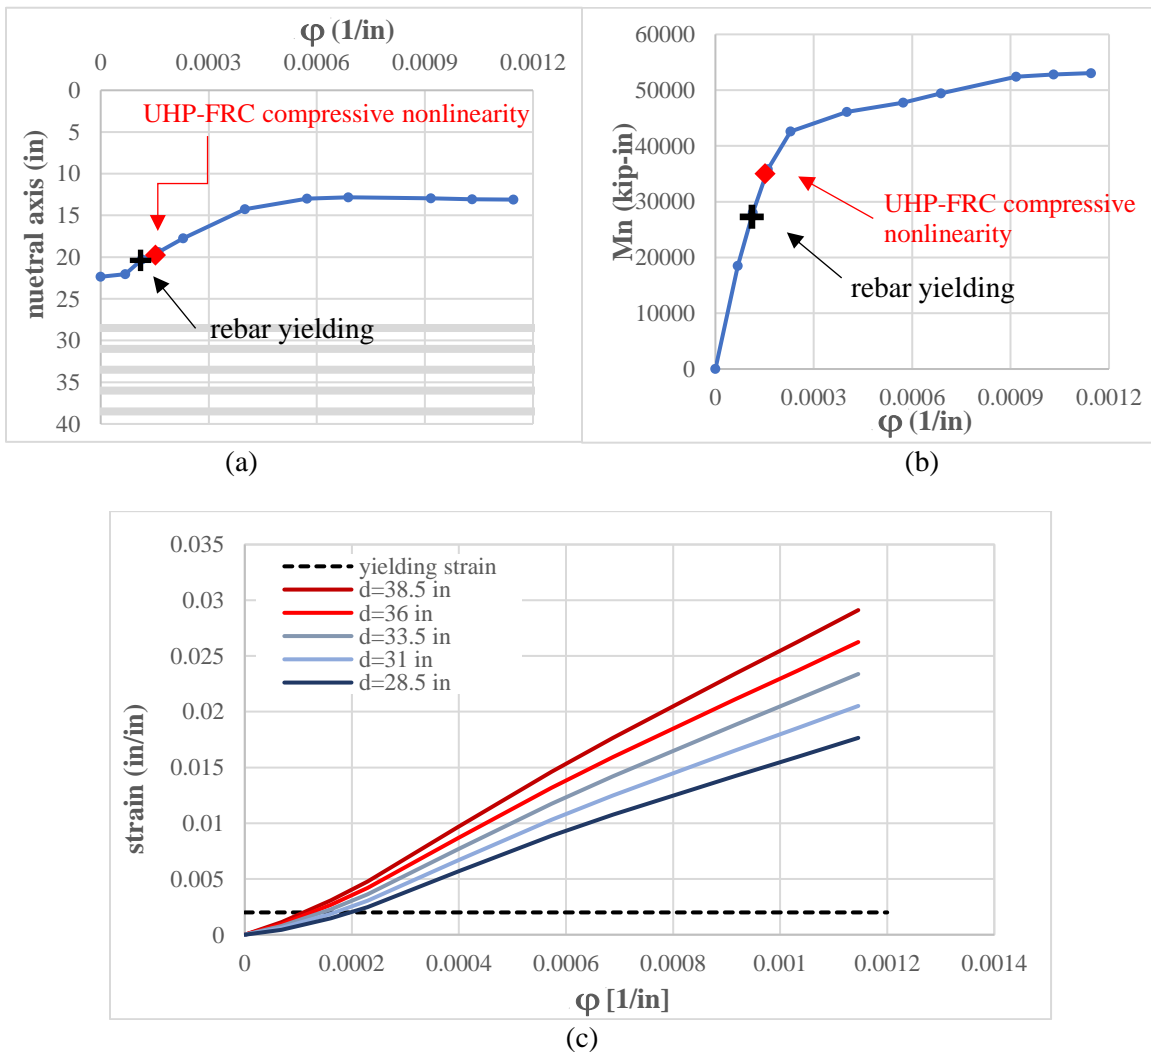 φ (1/in)
0 0.0003 0.0006 0.0009 0.0012
0
5
10
15
20
25
30
35
40
nuetral axis (in)
UHP-FRC compressive nonlinearity
rebar yielding
(a)
60000
50000
40000
30000
20000
10000
0
Mn (kip-in)
UHP-FRC compressive
nonlinearity
rebar yielding
0 0.0003 0.0006 0.0009 0.0012
φ (1/in)
(b)
0.035
0.03
0.025
0.02
0.015
0.01
0.005
0
strain (in/in)
yielding strain
d=38.5 in
d=36 in
d=33.5 in
d=31 in
d=28.5 in
0 0.0002 0.0004 0.0006 0.0008 0.001 0.0012 0.0014
φ [1/in]
(c)